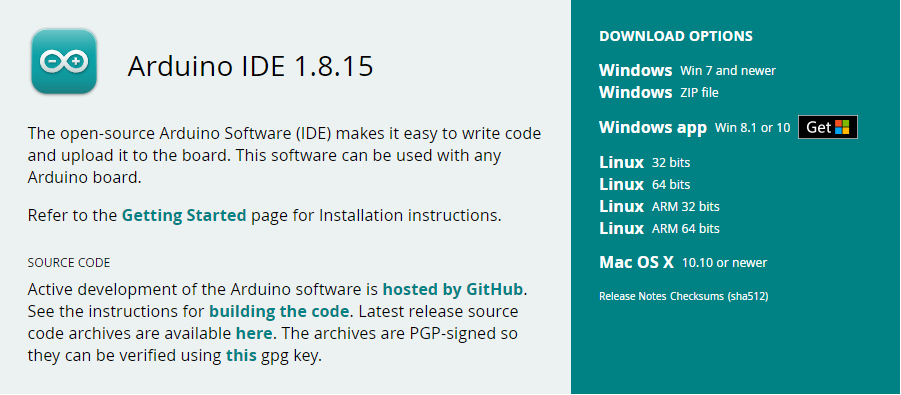 Arduino IDE 1.8.15
The open-source Arduino Software (IDE) makes it easy to write code
and upload it to the board. This software can be used with any
Arduino board.
Refer to the Getting Started page for Installation instructions.
SOURCE CODE
Active development of the Arduino software is hosted by GitHub.
See the instructions for building the code. Latest release source
code archives are available here. The archives are PGP-signed so
they can be verified using this gpg key.
DOWNLOAD OPTIONS
Windows Win 7 and newer
Windows ZIP file
Windows app Win 8.1 or 10 Get
Linux 32 bits
Linux 64 bits
Linux ARM 32 bits
Linux ARM 64 bits
Mac OS X 10.10 or newer
Release Notes Checksums (sha512)